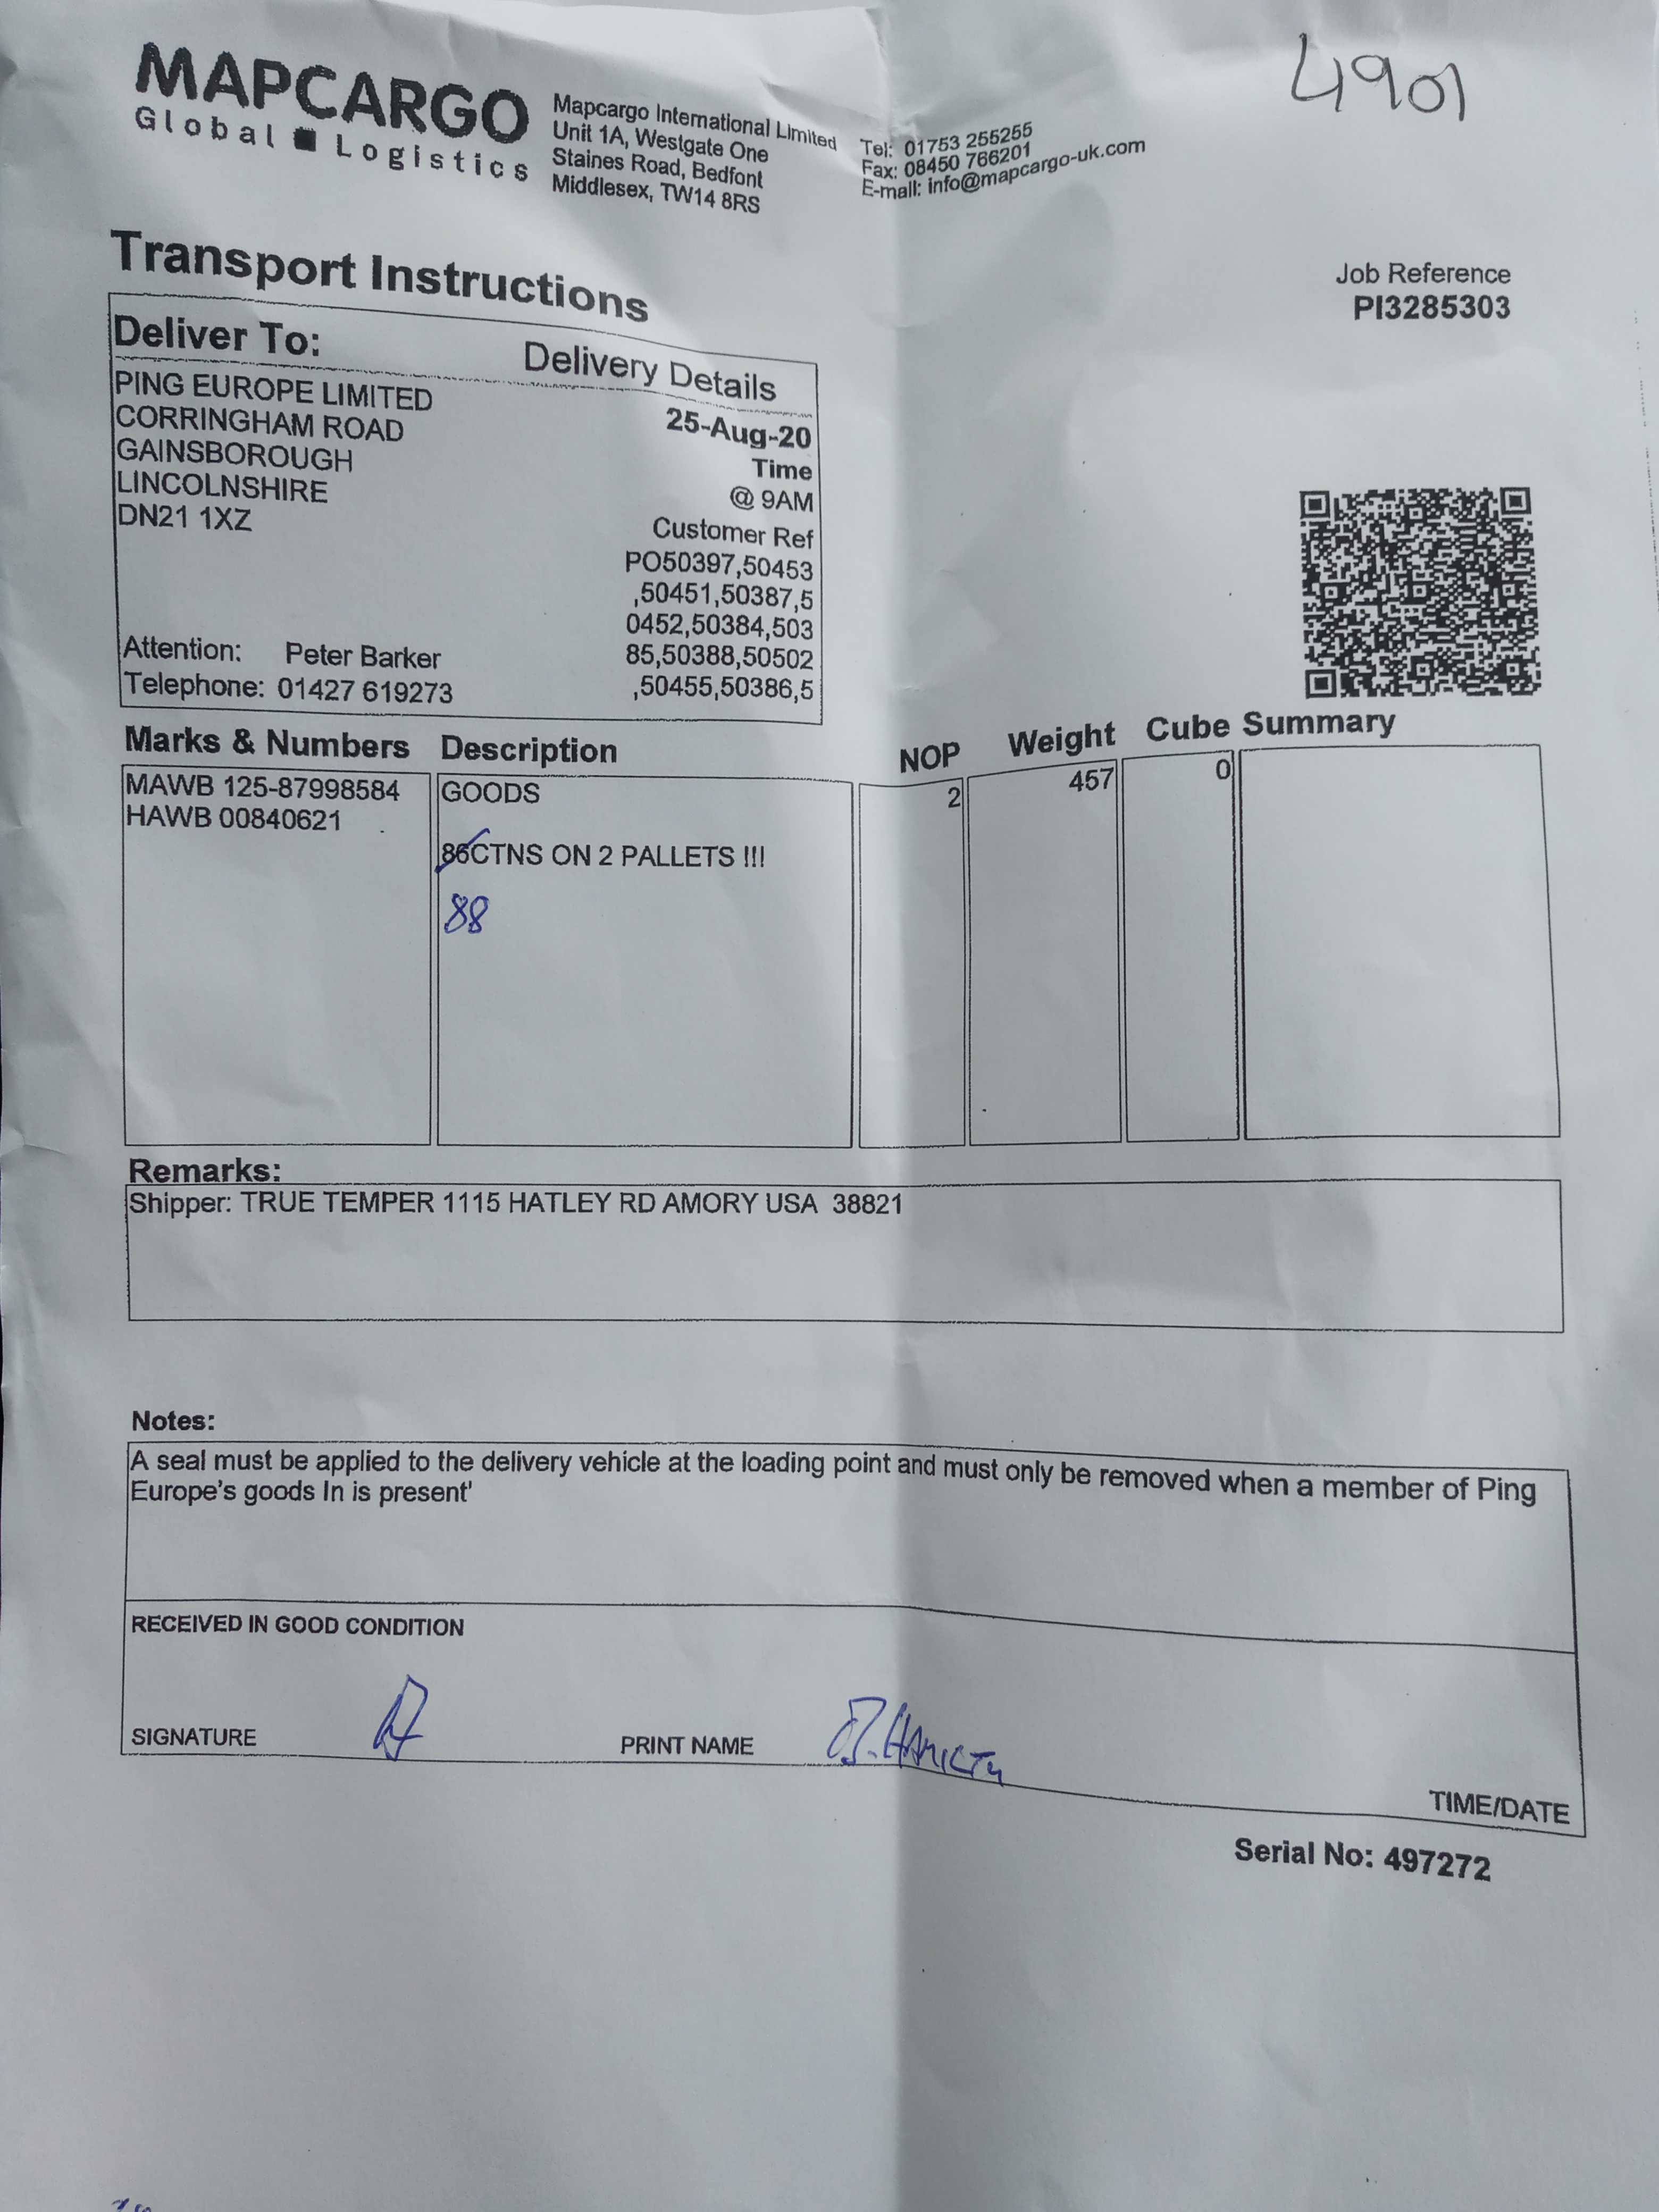 MAPCARGO
Global ■ Logistics
Mapcargo International Limited
Unit 1A, Westgate One
Staines Road, Bedfont
Middlesex, TW14 8RS
Tel: 01753 255255
Fax: 08450 766201
E-mail: info@mapcargo-uk.com
4901
Transport Instructions
Job Reference
PI3285303
Deliver To:
PING EUROPE LIMITED
CORRINGHAM ROAD
GAINSBOROUGH
LINCOLNSHIRE
DN21 1XZ
Attention: Peter Barker
Telephone: 01427 619273
Delivery Details
25-Aug-20
Time
@ 9AM
Customer Ref
PO50397,50453
,50451,50387,5
0452,50384,503
85,50388,50502
,50455,50386,5
Marks & Numbers Description NOP Weight Cube Summary
MAWB 125-87998584 GOODS 2 457 0
HAWB 00840621
86CTNS ON 2 PALLETS !!!
88
Remarks:
Shipper: TRUE TEMPER 1115 HATLEY RD AMORY USA 38821
Notes:
A seal must be applied to the delivery vehicle at the loading point and must only be removed when a member of Ping
Europe's goods In is present'
RECEIVED IN GOOD CONDITION
SIGNATURE
PRINT NAME
TIME/DATE
Serial No: 497272